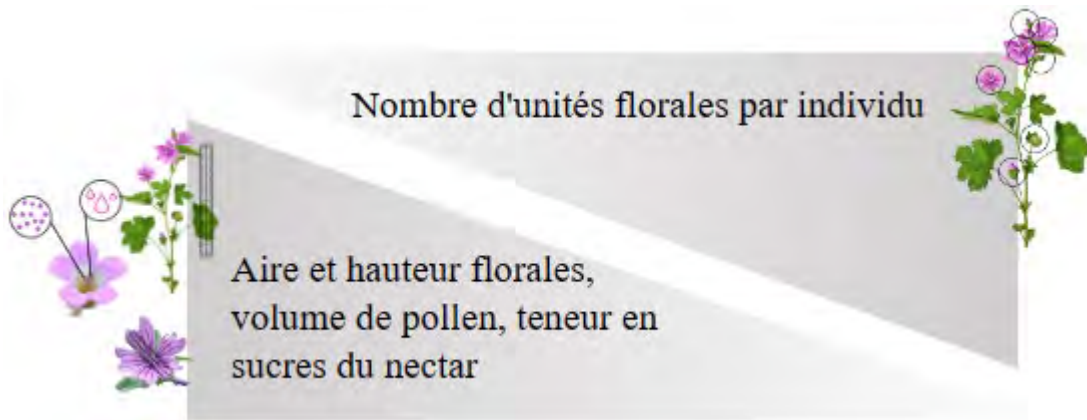 Nombre d'unités florales par individu
Aire et hauteur florales,
volume de pollen, teneur en
sucres du nectar